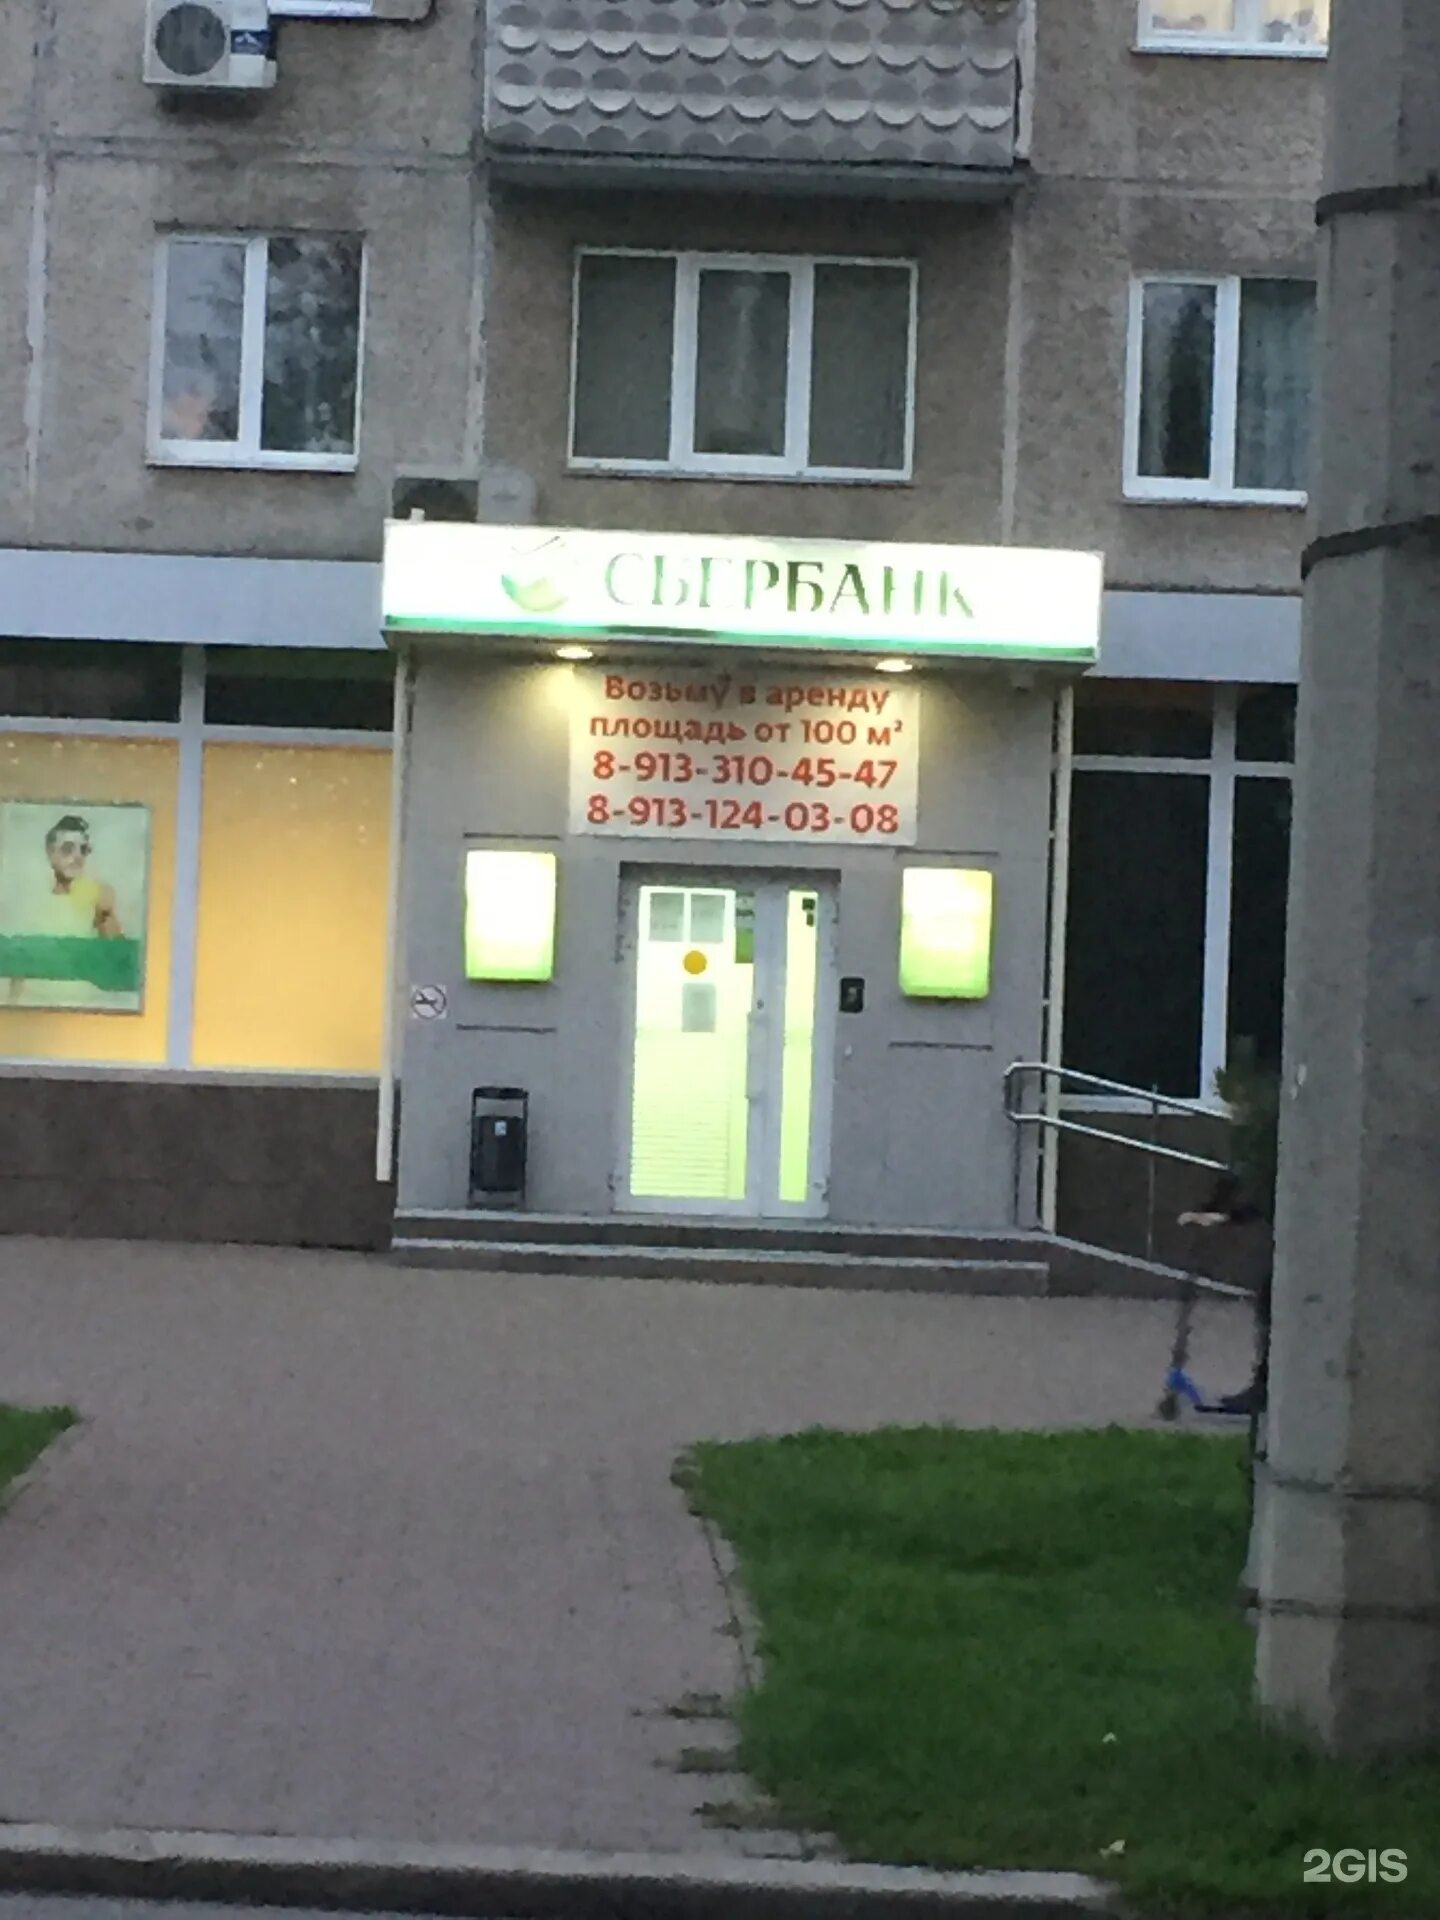 СБЕРБАНК
Возьму в аренду
площадь от 100 м²
8-913-310-45-47
8-913-124-03-08
2GIS